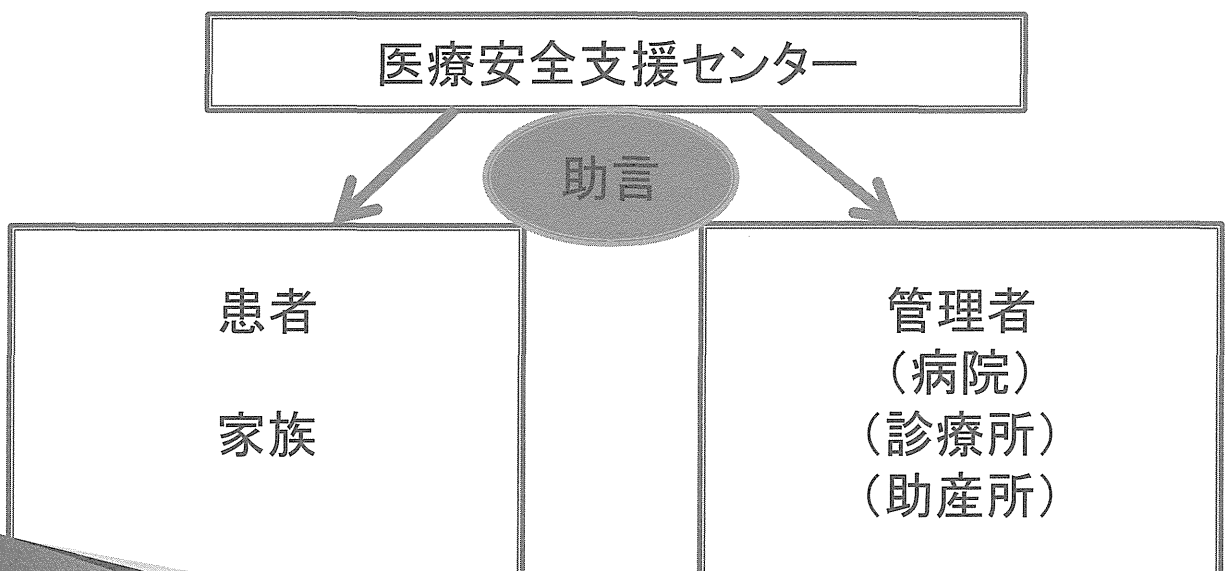 医療安全支援センター
助言
患者
家族
管理者
（病院）
（診療所）
（助産所）